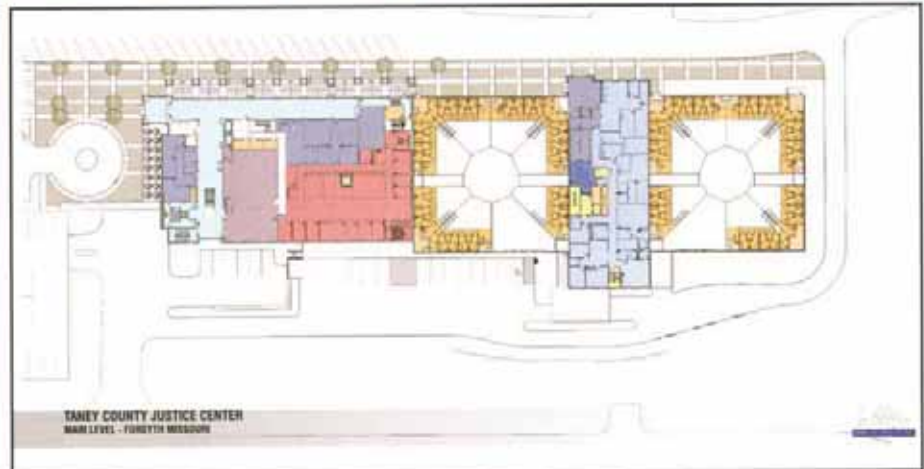 TANEY COUNTY JUSTICE CENTER
MAIN LEVEL - FORSYTH MISSOURI